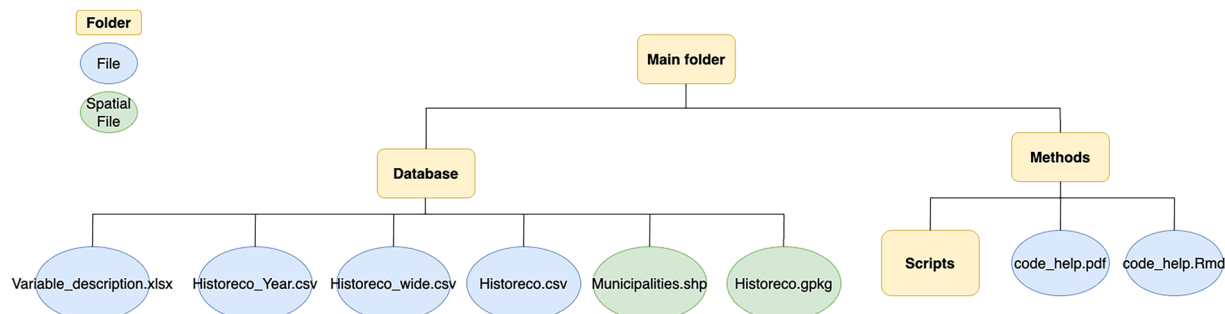 Folder
File
Spatial
File
Main folder
Database
Methods
Variable_description.xlsx
Historeco_Year.csv
Historeco_wide.csv
Historeco.csv
Municipalities.shp
Historeco.gpkg
Scripts
code_help.pdf
code_help.Rmd